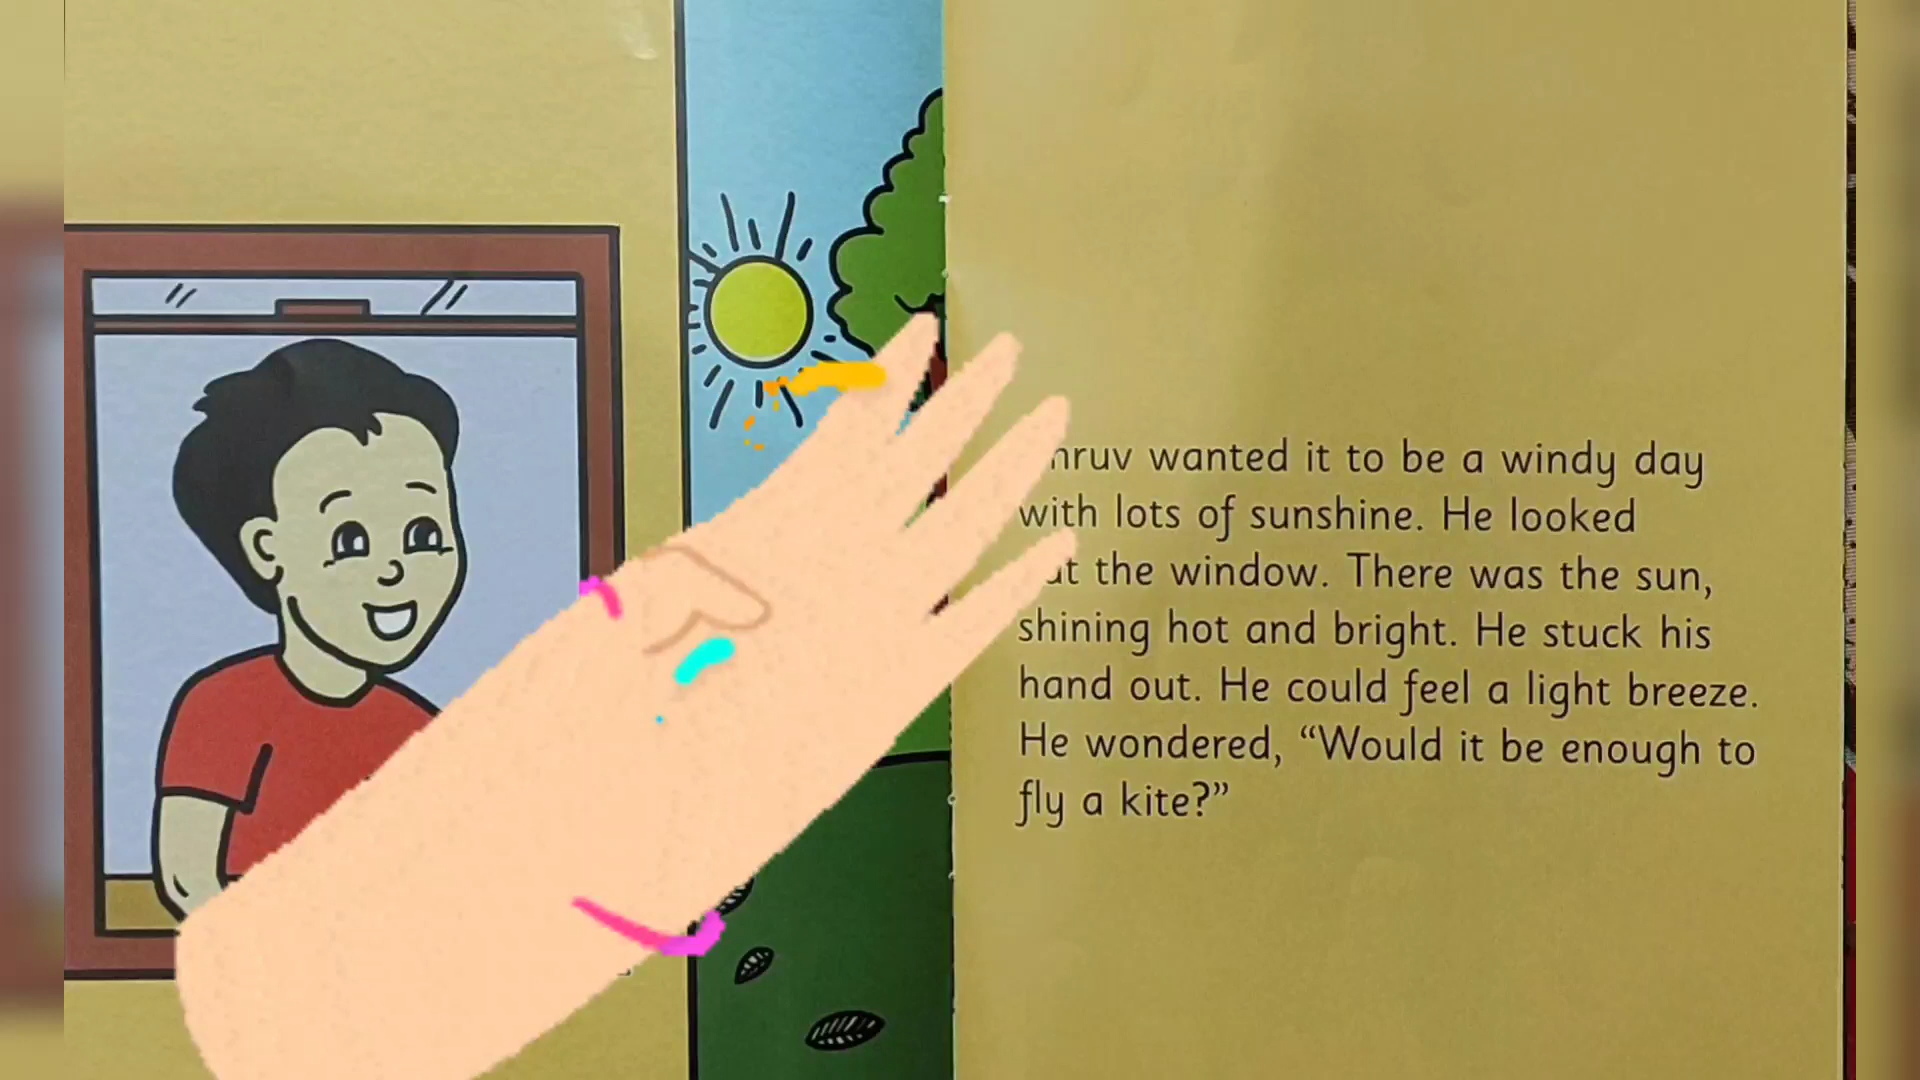 wanted it to be a windy day
with lots of sunshine. He looked
the window. There was the sun,
shining hot and bright. He stuck his
hand out. He could feel a light breeze.
He wondered, “Would it be enough to
fly a kite?”